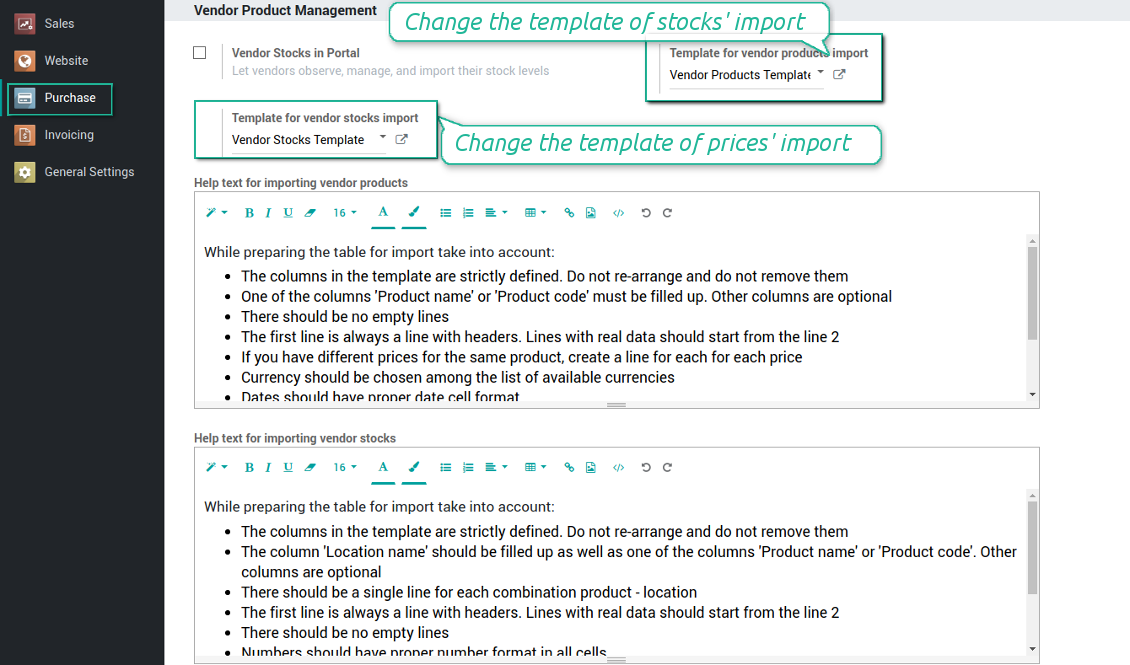 Sales
Website
Purchase
Invoicing
General Settings
Vendor Product Management
Change the template of stocks' import
Vendor Stocks in Portal
Let vendors observe, manage, and import their stock levels
Template for vendor products import
Vendor Products Template
Template for vendor stocks import
Vendor Stocks Template
Change the template of prices' import
Help text for importing vendor products
B I U 16 A
While preparing the table for import take into account:
The columns in the template are strictly defined. Do not re-arrange and do not remove them
One of the columns 'Product name' or 'Product code' must be filled up. Other columns are optional
There should be no empty lines
The first line is always a line with headers. Lines with real data should start from the line 2
If you have different prices for the same product, create a line for each for each price
Currency should be chosen among the list of available currencies
Dates should have proper date cell format
Help text for importing vendor stocks
B I U 16 A
While preparing the table for import take into account:
The columns in the template are strictly defined. Do not re-arrange and do not remove them
The column 'Location name' should be filled up as well as one of the columns 'Product name' or 'Product code'. Other
columns are optional
There should be a single line for each combination product - location
The first line is always a line with headers. Lines with real data should start from the line 2
There should be no empty lines
Numbers should have proper number format in all cells